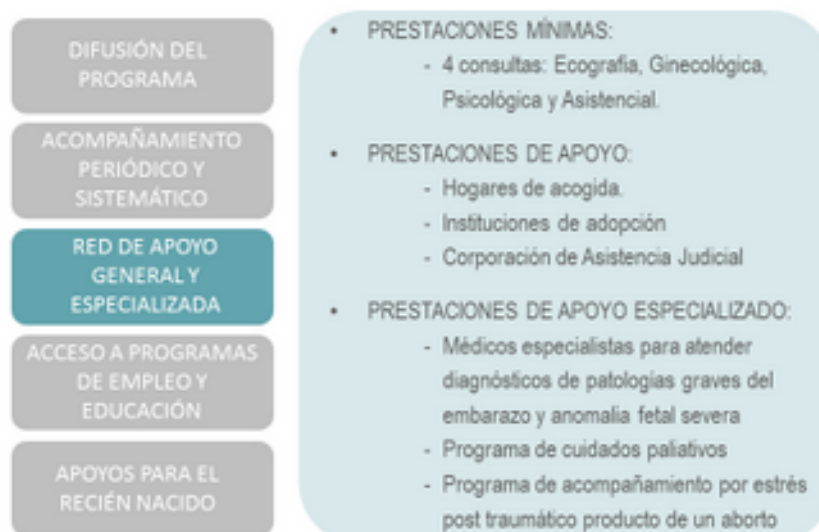 DIFUSIÓN DEL
PROGRAMA
ACOMPAÑAMIENTO
PERIÓDICO Y
SISTEMÁTICO
RED DE APOYO
GENERAL Y
ESPECIALIZADA
ACCESO A PROGRAMAS
DE EMPLEO Y
EDUCACIÓN
APOYOS PARA EL
RECIÉN NACIDO
• PRESTACIONES MÍNIMAS:
- 4 consultas: Ecografía, Ginecológica,
Psicológica y Asistencial.
• PRESTACIONES DE APOYO:
- Hogares de acogida.
- Instituciones de adopción
- Corporación de Asistencia Judicial
• PRESTACIONES DE APOYO ESPECIALIZADO:
- Médicos especialistas para atender
diagnósticos de patologías graves del
embarazo y anomalia fetal severa
- Programa de cuidados paliativos
- Programa de acompañamiento por estrés
post traumático producto de un aborto